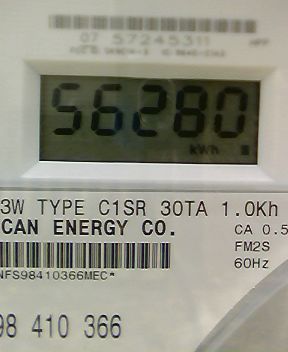 07 57245311
56280
kWh
3W TYPE C1SR 30TA 1.0Kh
CAN ENERGY CO. CA 0.5
FM2S
NFS98410366MEC* 60Hz
98 410 366